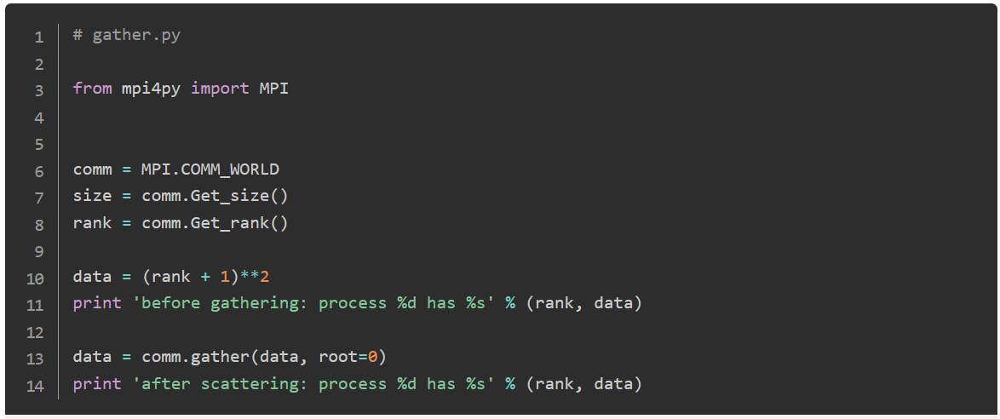 1 # gather.py
2
3 from mpi4py import MPI
4
5
6 comm = MPI.COMM_WORLD
7 size = comm.Get_size()
8 rank = comm.Get_rank()
9
10 data = (rank + 1)**2
11 print 'before gathering: process %d has %s' % (rank, data)
12
13 data = comm.gather(data, root=0)
14 print 'after scattering: process %d has %s' % (rank, data)